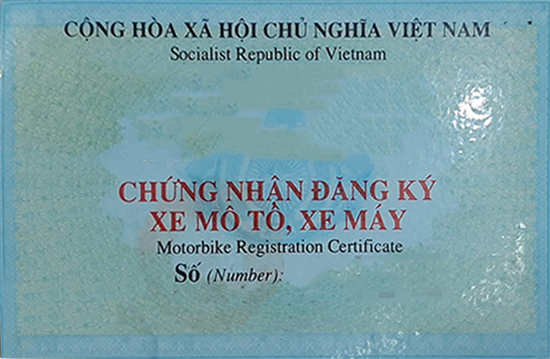 CỘNG HÒA XÃ HỘI CHỦ NGHĨA VIỆT NAM
Socialist Republic of Vietnam
CHỨNG NHẬN ĐĂNG KÝ
XE MÔ TÔ, XE MÁY
Motorbike Registration Certificate
Số (Number):